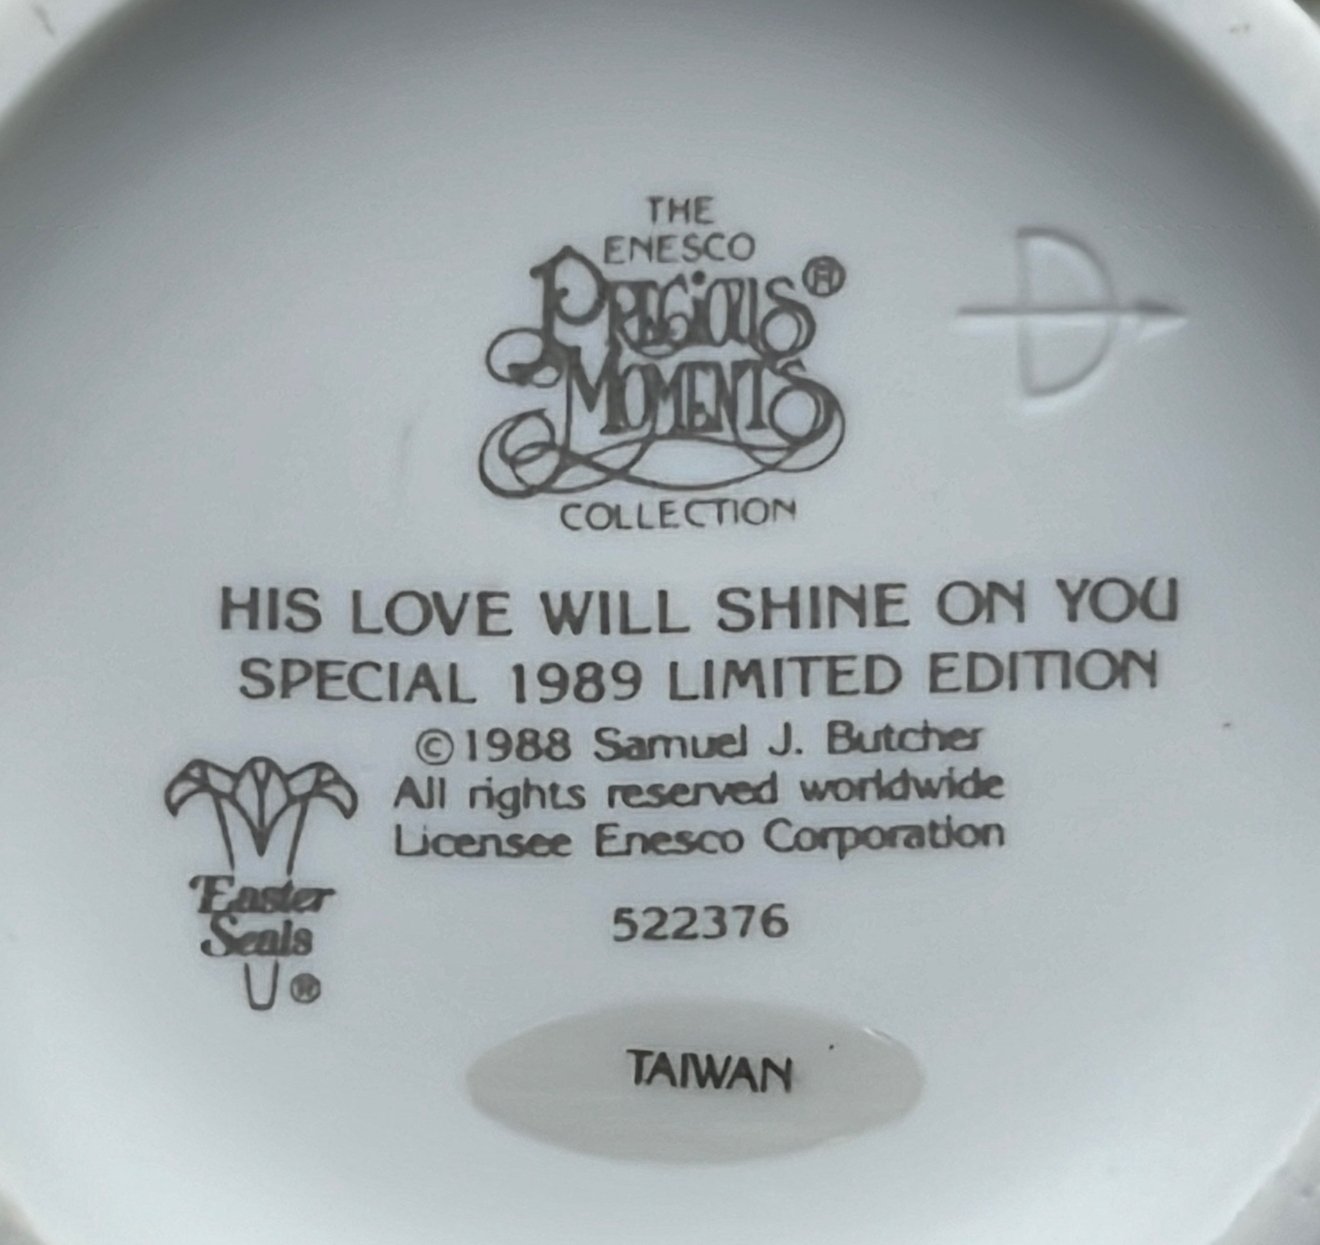 THE
ENESCO
PRECIOUS®
MOMENTS
COLLECTION
HIS LOVE WILL SHINE ON YOU
SPECIAL 1989 LIMITED EDITION
©1988 Samuel J. Butcher
All rights reserved worldwide
Licensee Enesco Corporation
Easter
Seals
®
522376
TAIWAN